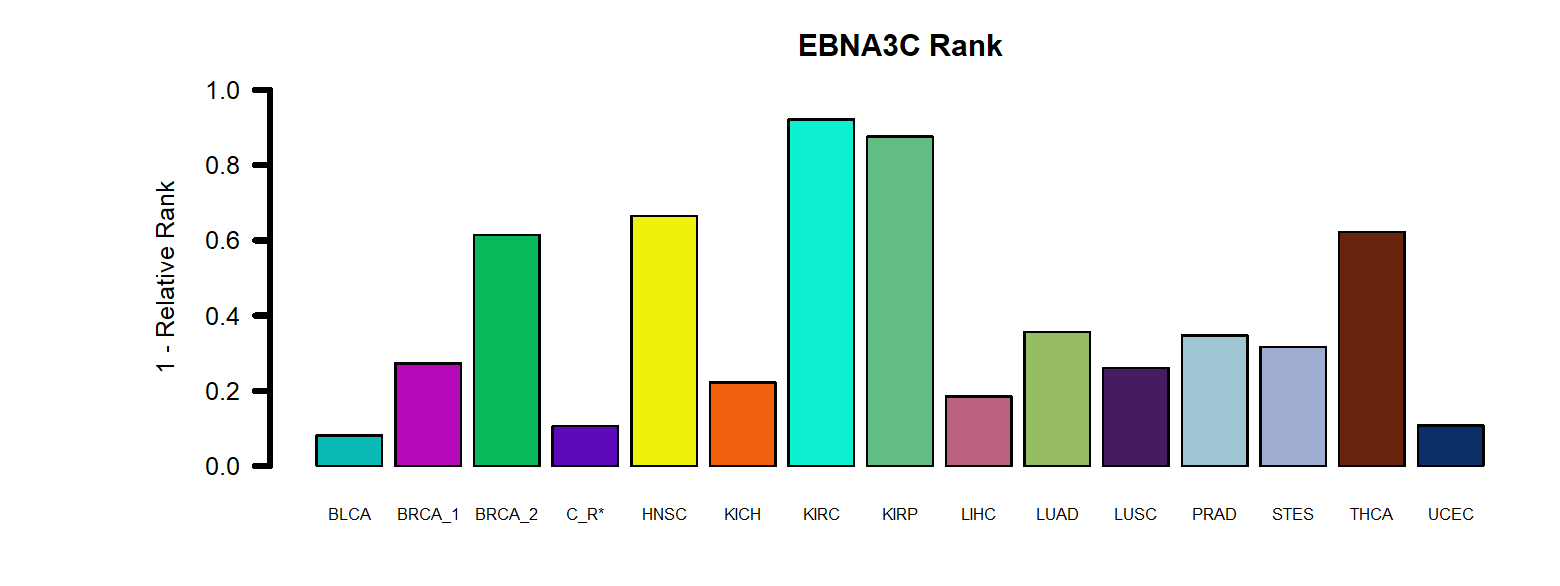 EBNA3C Rank
1 - Relative Rank
1.0
0.8
0.6
0.4
0.2
0.0
BLCA BRCA_1 BRCA_2 C_R* HNSC KICH KIRC KIRP LIHC LUAD LUSC PRAD STES THCA UCEC